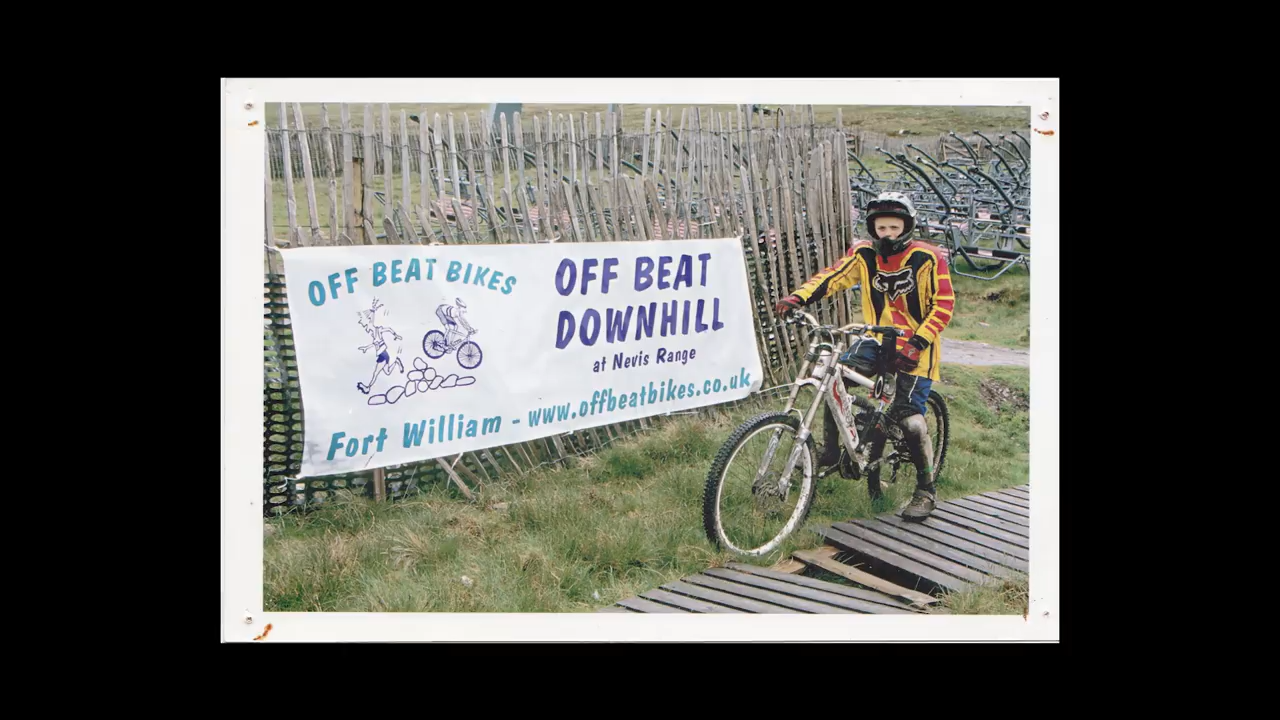 OFF BEAT BIKES
OFF BEAT
DOWNHILL
at Nevis Range
Fort William - www.offbeatbikes.co.uk